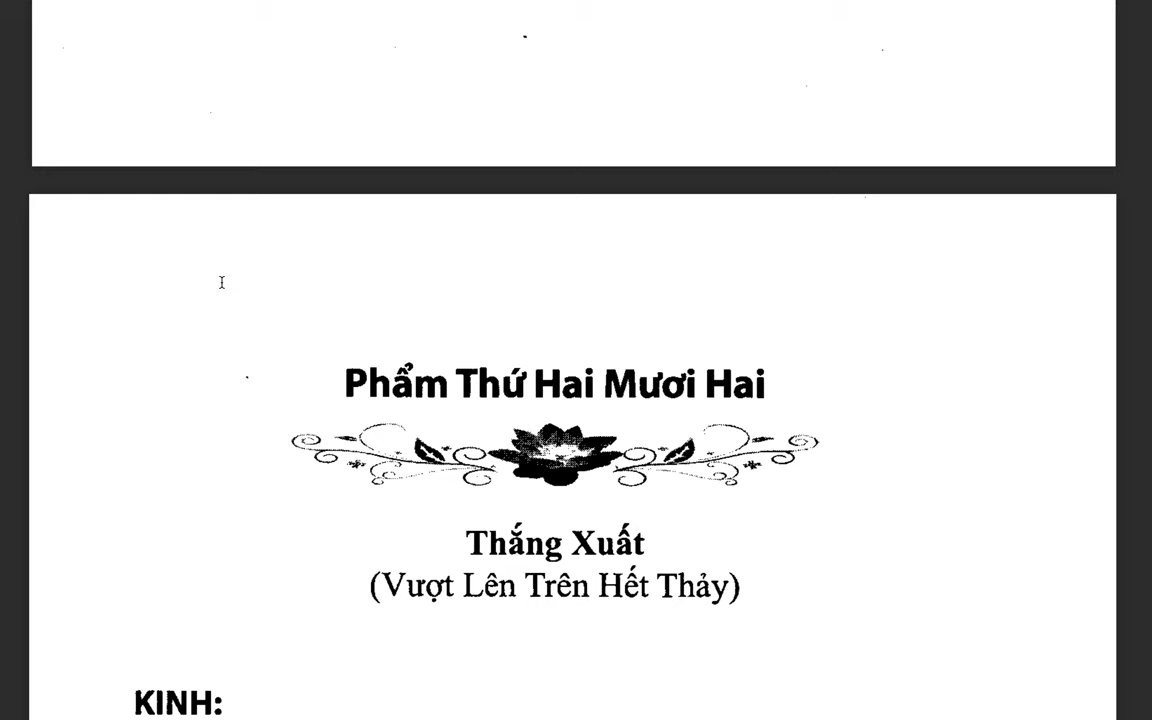 Phẩm Thứ Hai Mươi Hai
Thắng Xuất
(Vượt Lên Trên Hết Thảy)
KINH: